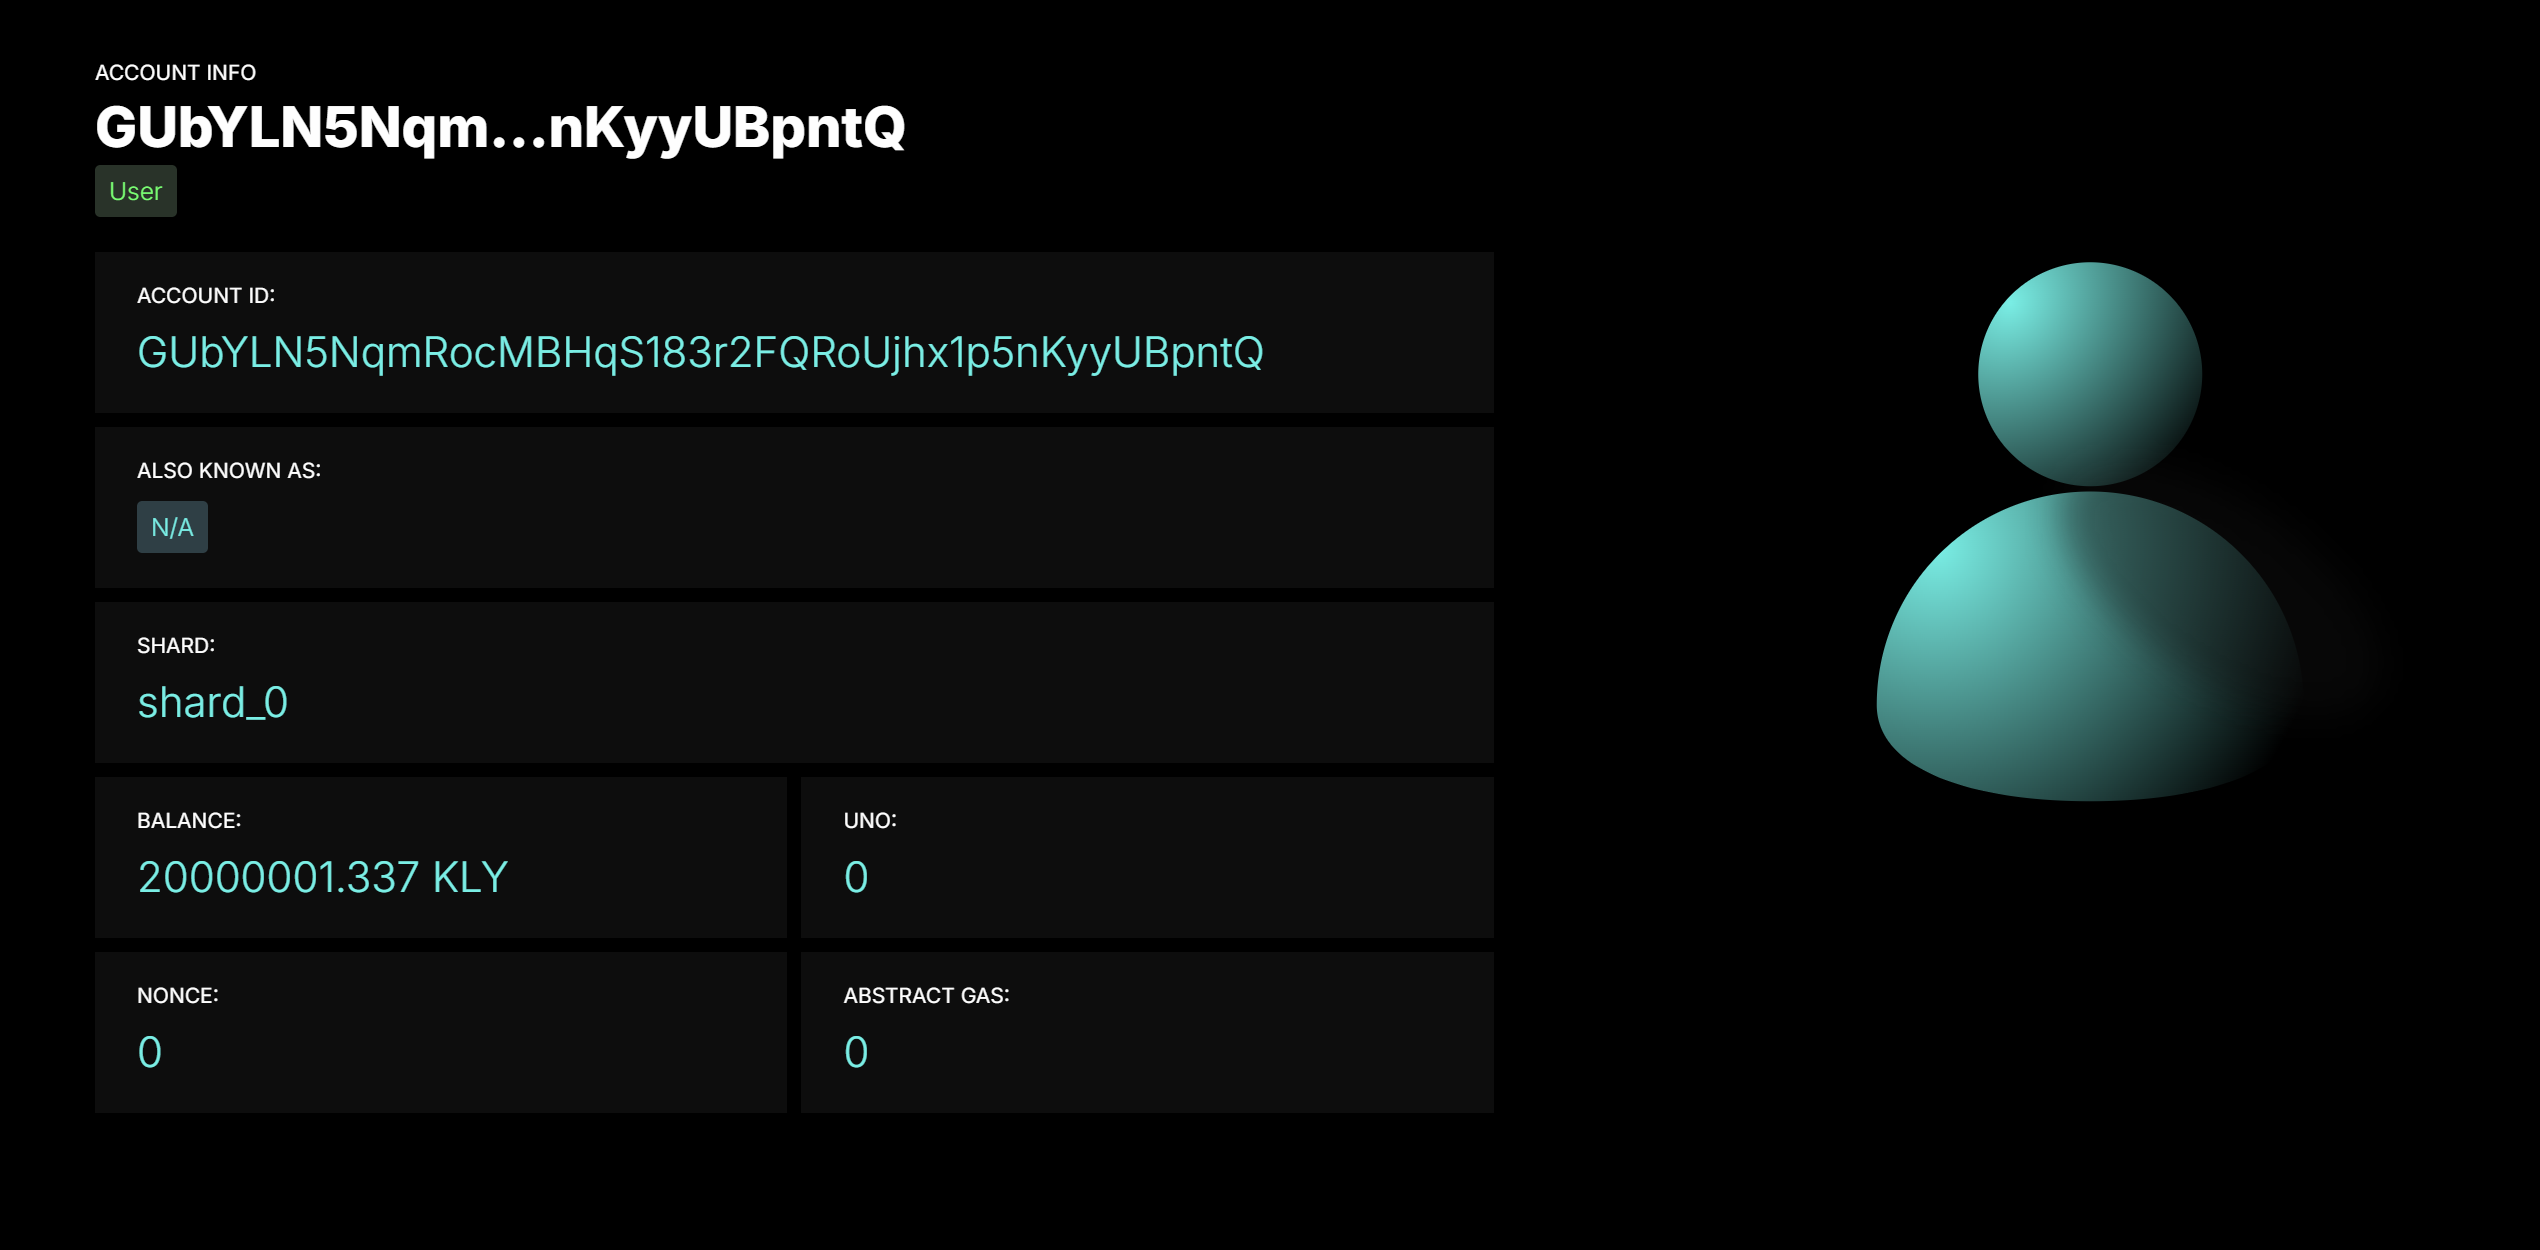 ACCOUNT INFO
GUbYLN5Nqm...nKyyUBpntQ
User
ACCOUNT ID:
GUbYLN5NqmRocMBHqS183r2FQRoUjhx1p5nKyyUBpntQ
ALSO KNOWN AS:
N/A
SHARD:
shard_0
BALANCE:
20000001.337 KLY
UNO:
0
NONCE:
0
ABSTRACT GAS:
0